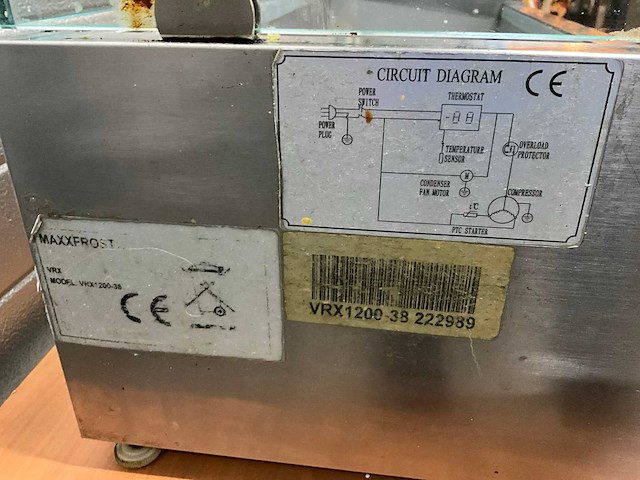 CIRCUIT DIAGRAM
CE
POWER
SWITCH
THERMOSTAT
-88
POWER
PLUG
TEMPERATURE
SENSOR
OVERLOAD
PROTECTOR
M
CONDENSER
FAN MOTOR
COMPRESSOR
PTC STARTER
MAXXFROST
VRX
MODEL: VRX1200-38
CE
VRX1200-38 222989